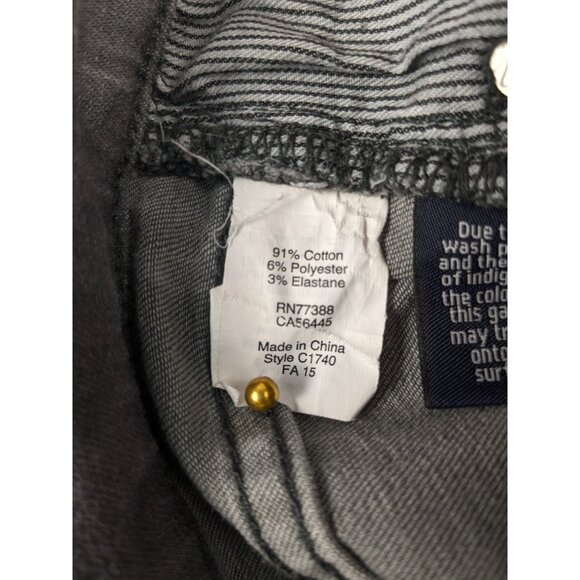 91% Cotton
6% Polyester
3% Elastane
RN77388
CA56445
Made in China
Style C1740
FA 15
Due
wash
and the
of indig
the colo
this ga
may tr
onto
surf